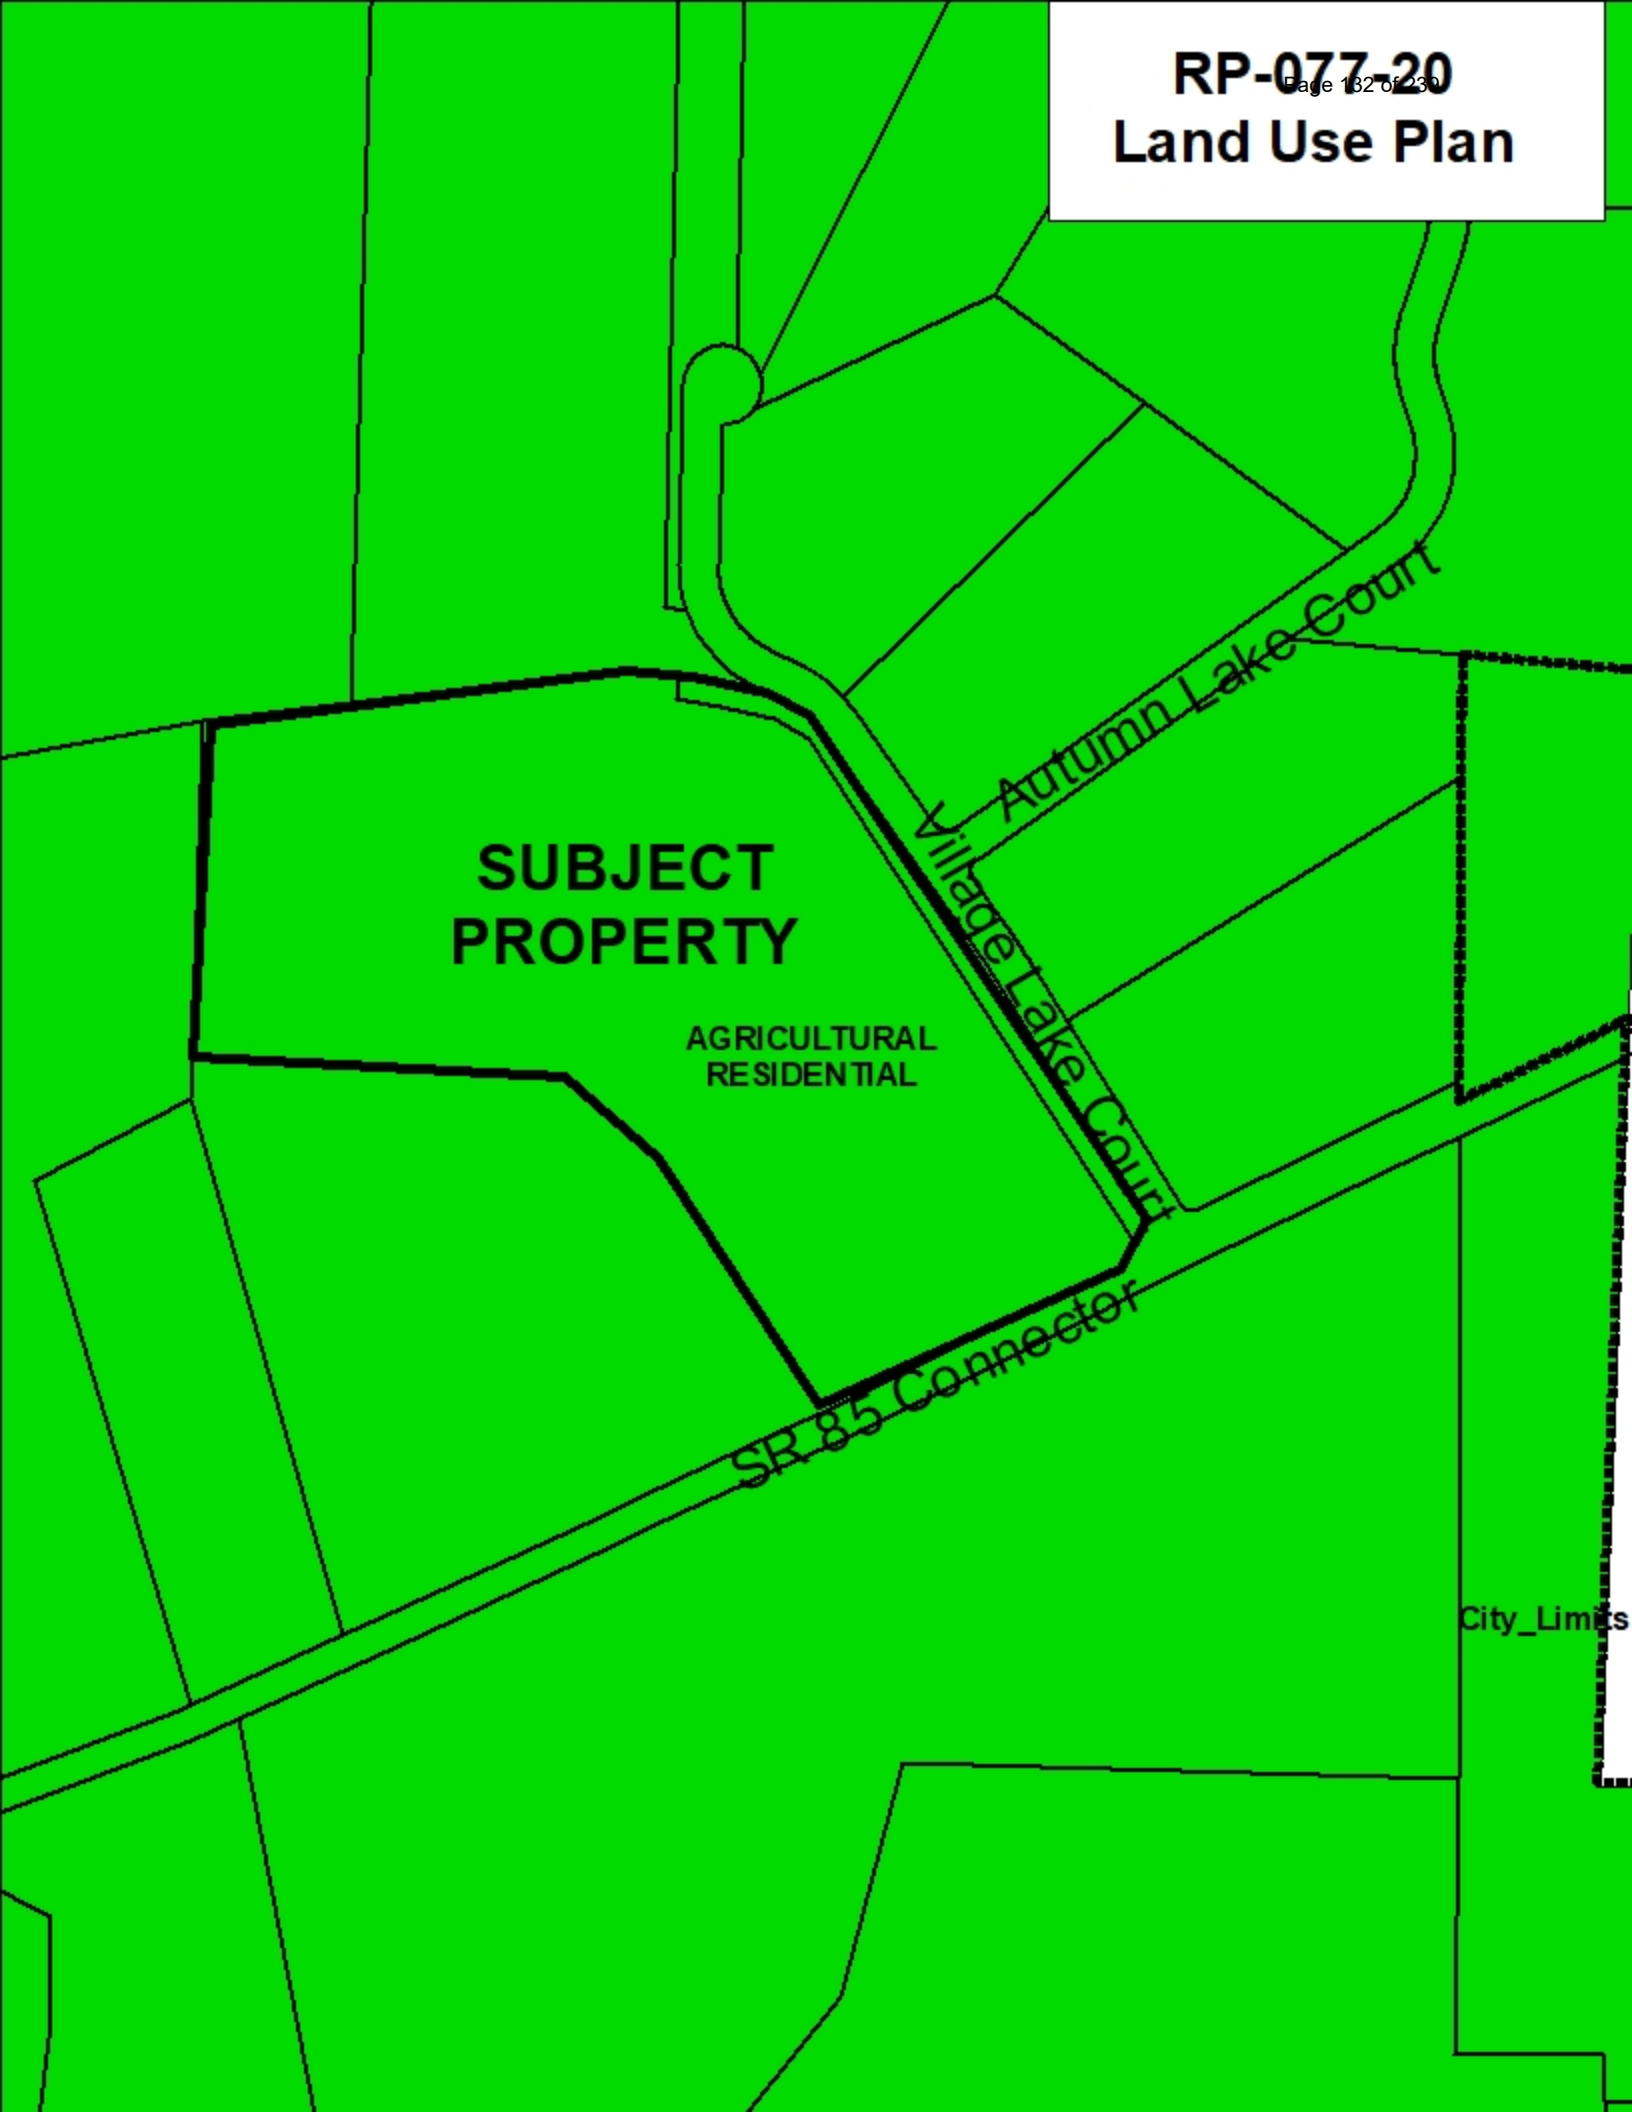 RP-077-20
Page 132 of 239
Land Use Plan
Autumn Lake Court
Village Lake Court
SUBJECT
PROPERTY
AGRICULTURAL
RESIDENTIAL
SR 85 Connector
City_Limits